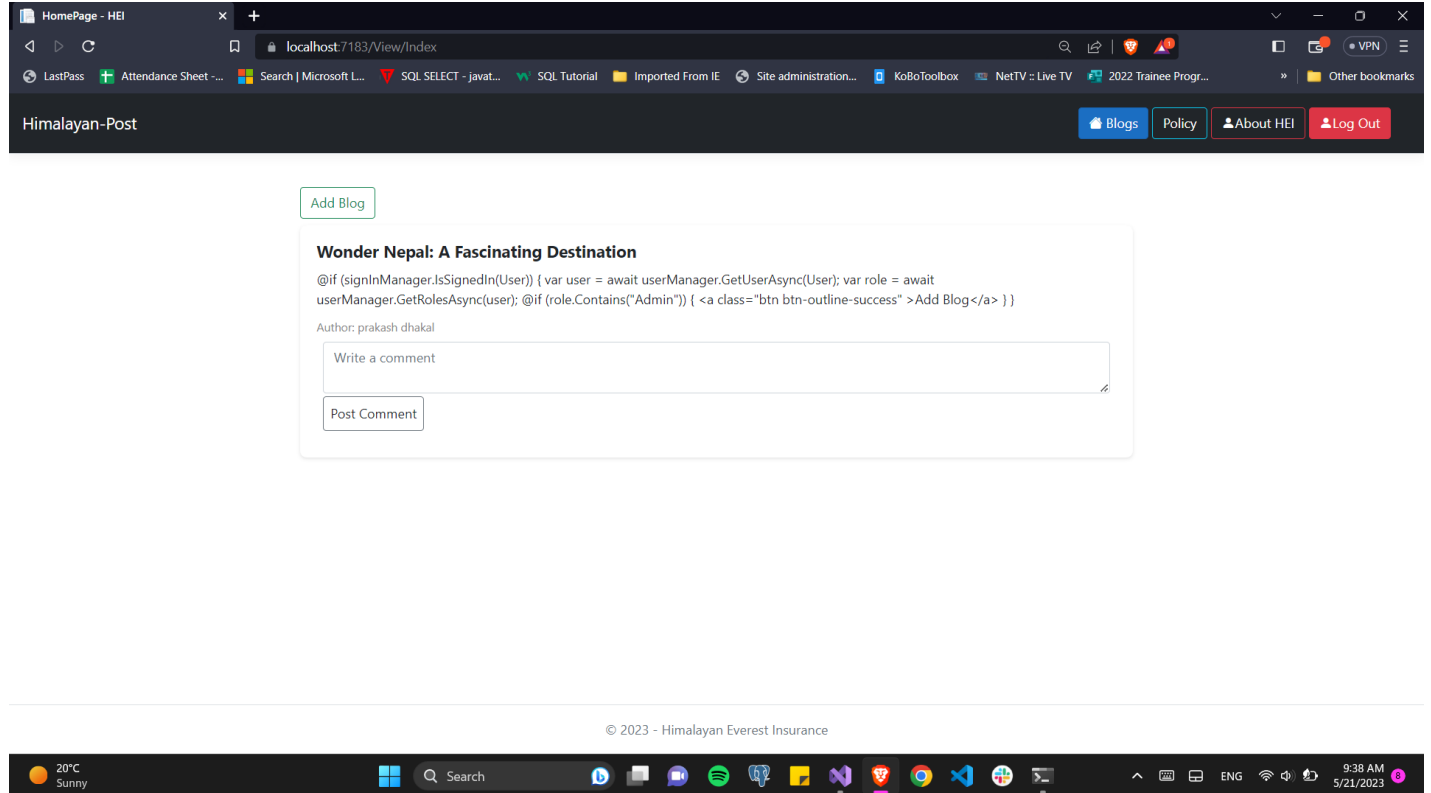 HomePage - HEI
localhost:7183/View/Index
VPN
LastPass Attendance Sheet -... Search | Microsoft L... SQL SELECT - javat... SQL Tutorial Imported From IE Site administration... KoBoToolbox NetTV :: Live TV 2022 Trainee Progr... » Other bookmarks
Himalayan-Post Blogs Policy About HEI Log Out
Add Blog
Wonder Nepal: A Fascinating Destination
@if (signInManager.IsSignedIn(User)) { var user = await userManager.GetUserAsync(User); var role = await
userManager.GetRolesAsync(user); @if (role.Contains("Admin")) { <a class="btn btn-outline-success" >Add Blog</a> } }
Author: prakash dhakal
Write a comment
Post Comment
© 2023 - Himalayan Everest Insurance
20°C
Sunny
Search
ENG
9:38 AM
5/21/2023
8